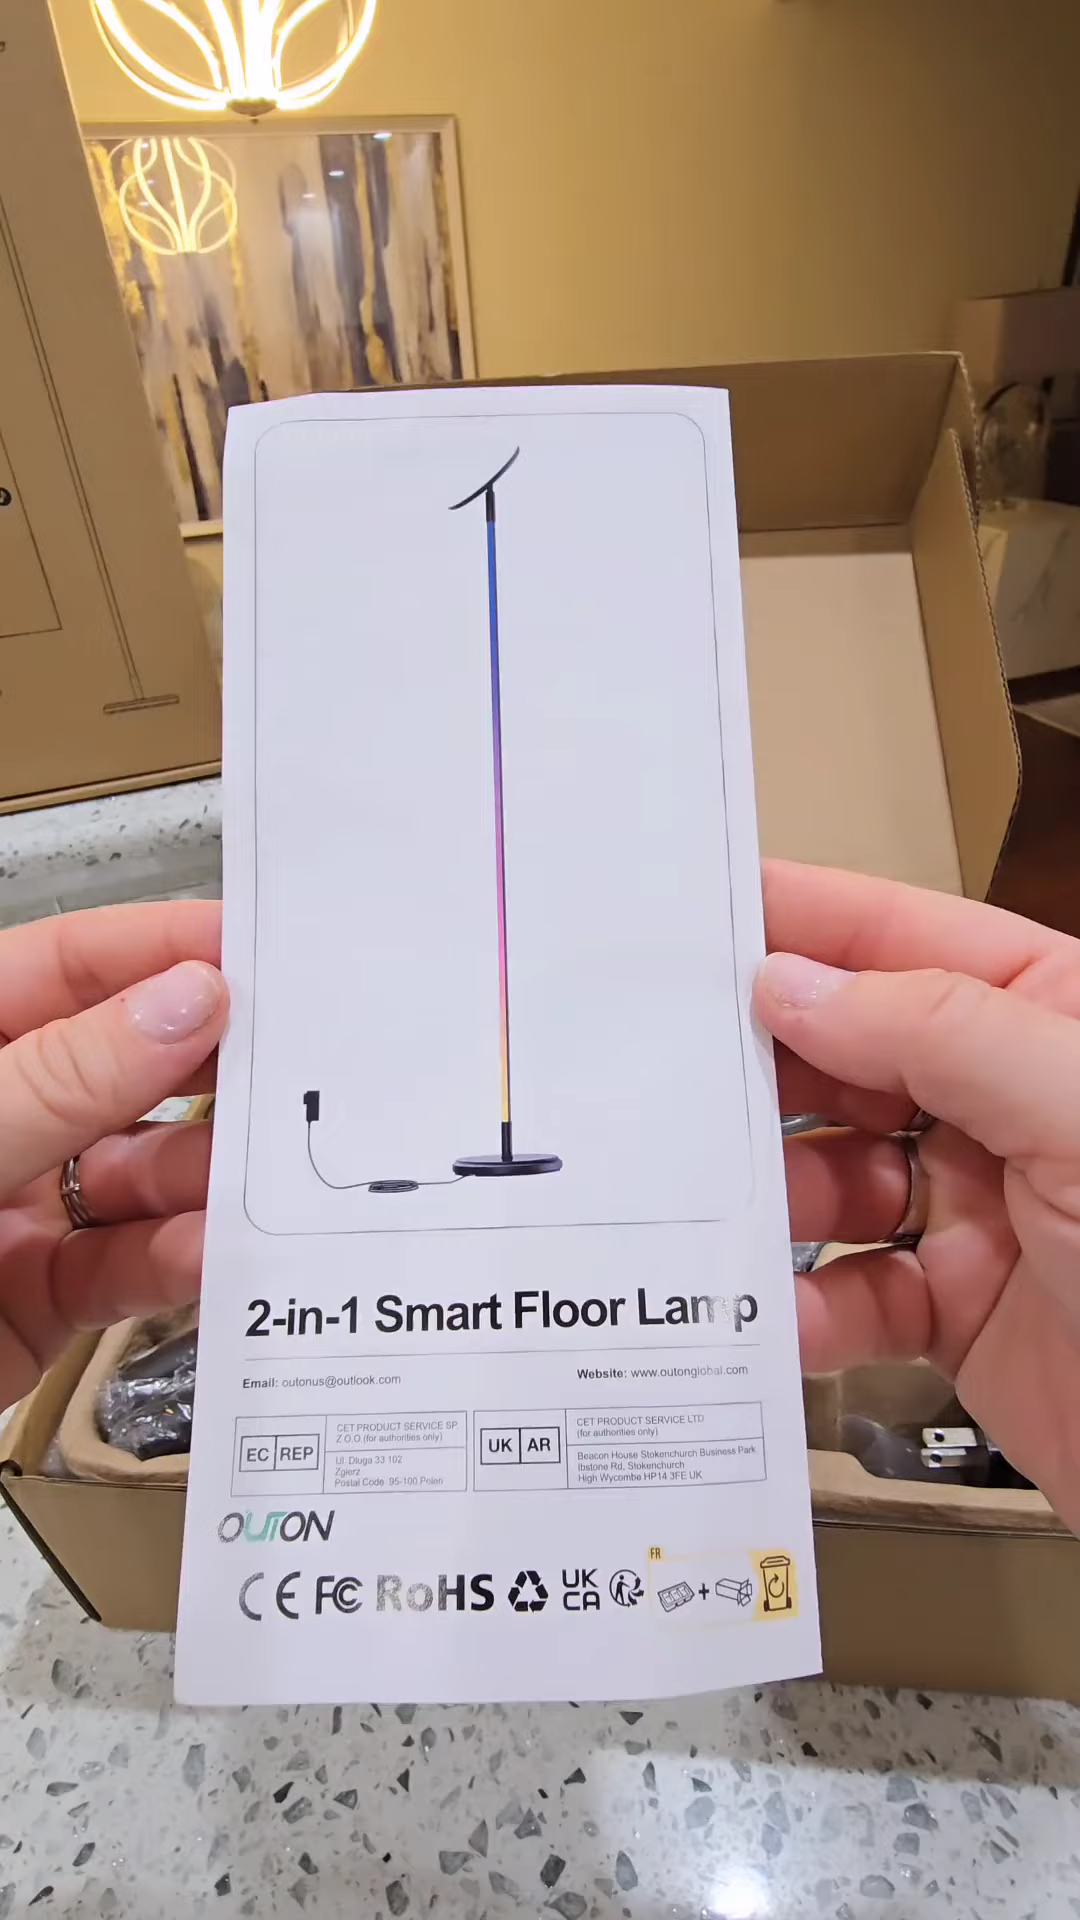 2-in-1 Smart Floor Lamp
Email: outonus@outlook.com
Website: www.outonglobal.com
EC REP
CET PRODUCT SERVICE SP.
Z.O.O.(for authorities only)
Ul. Dluga 33 102
Zgierz
Postal Code: 95-100 Polen
UK AR
CET PRODUCT SERVICE LTD
(for authorities only)
Beacon House Stokenchurch Business Park
Ibstone Rd, Stokenchurch
High Wycombe HP14 3FE UK
OUTON
CE FC RoHS UK
CA
FR
+